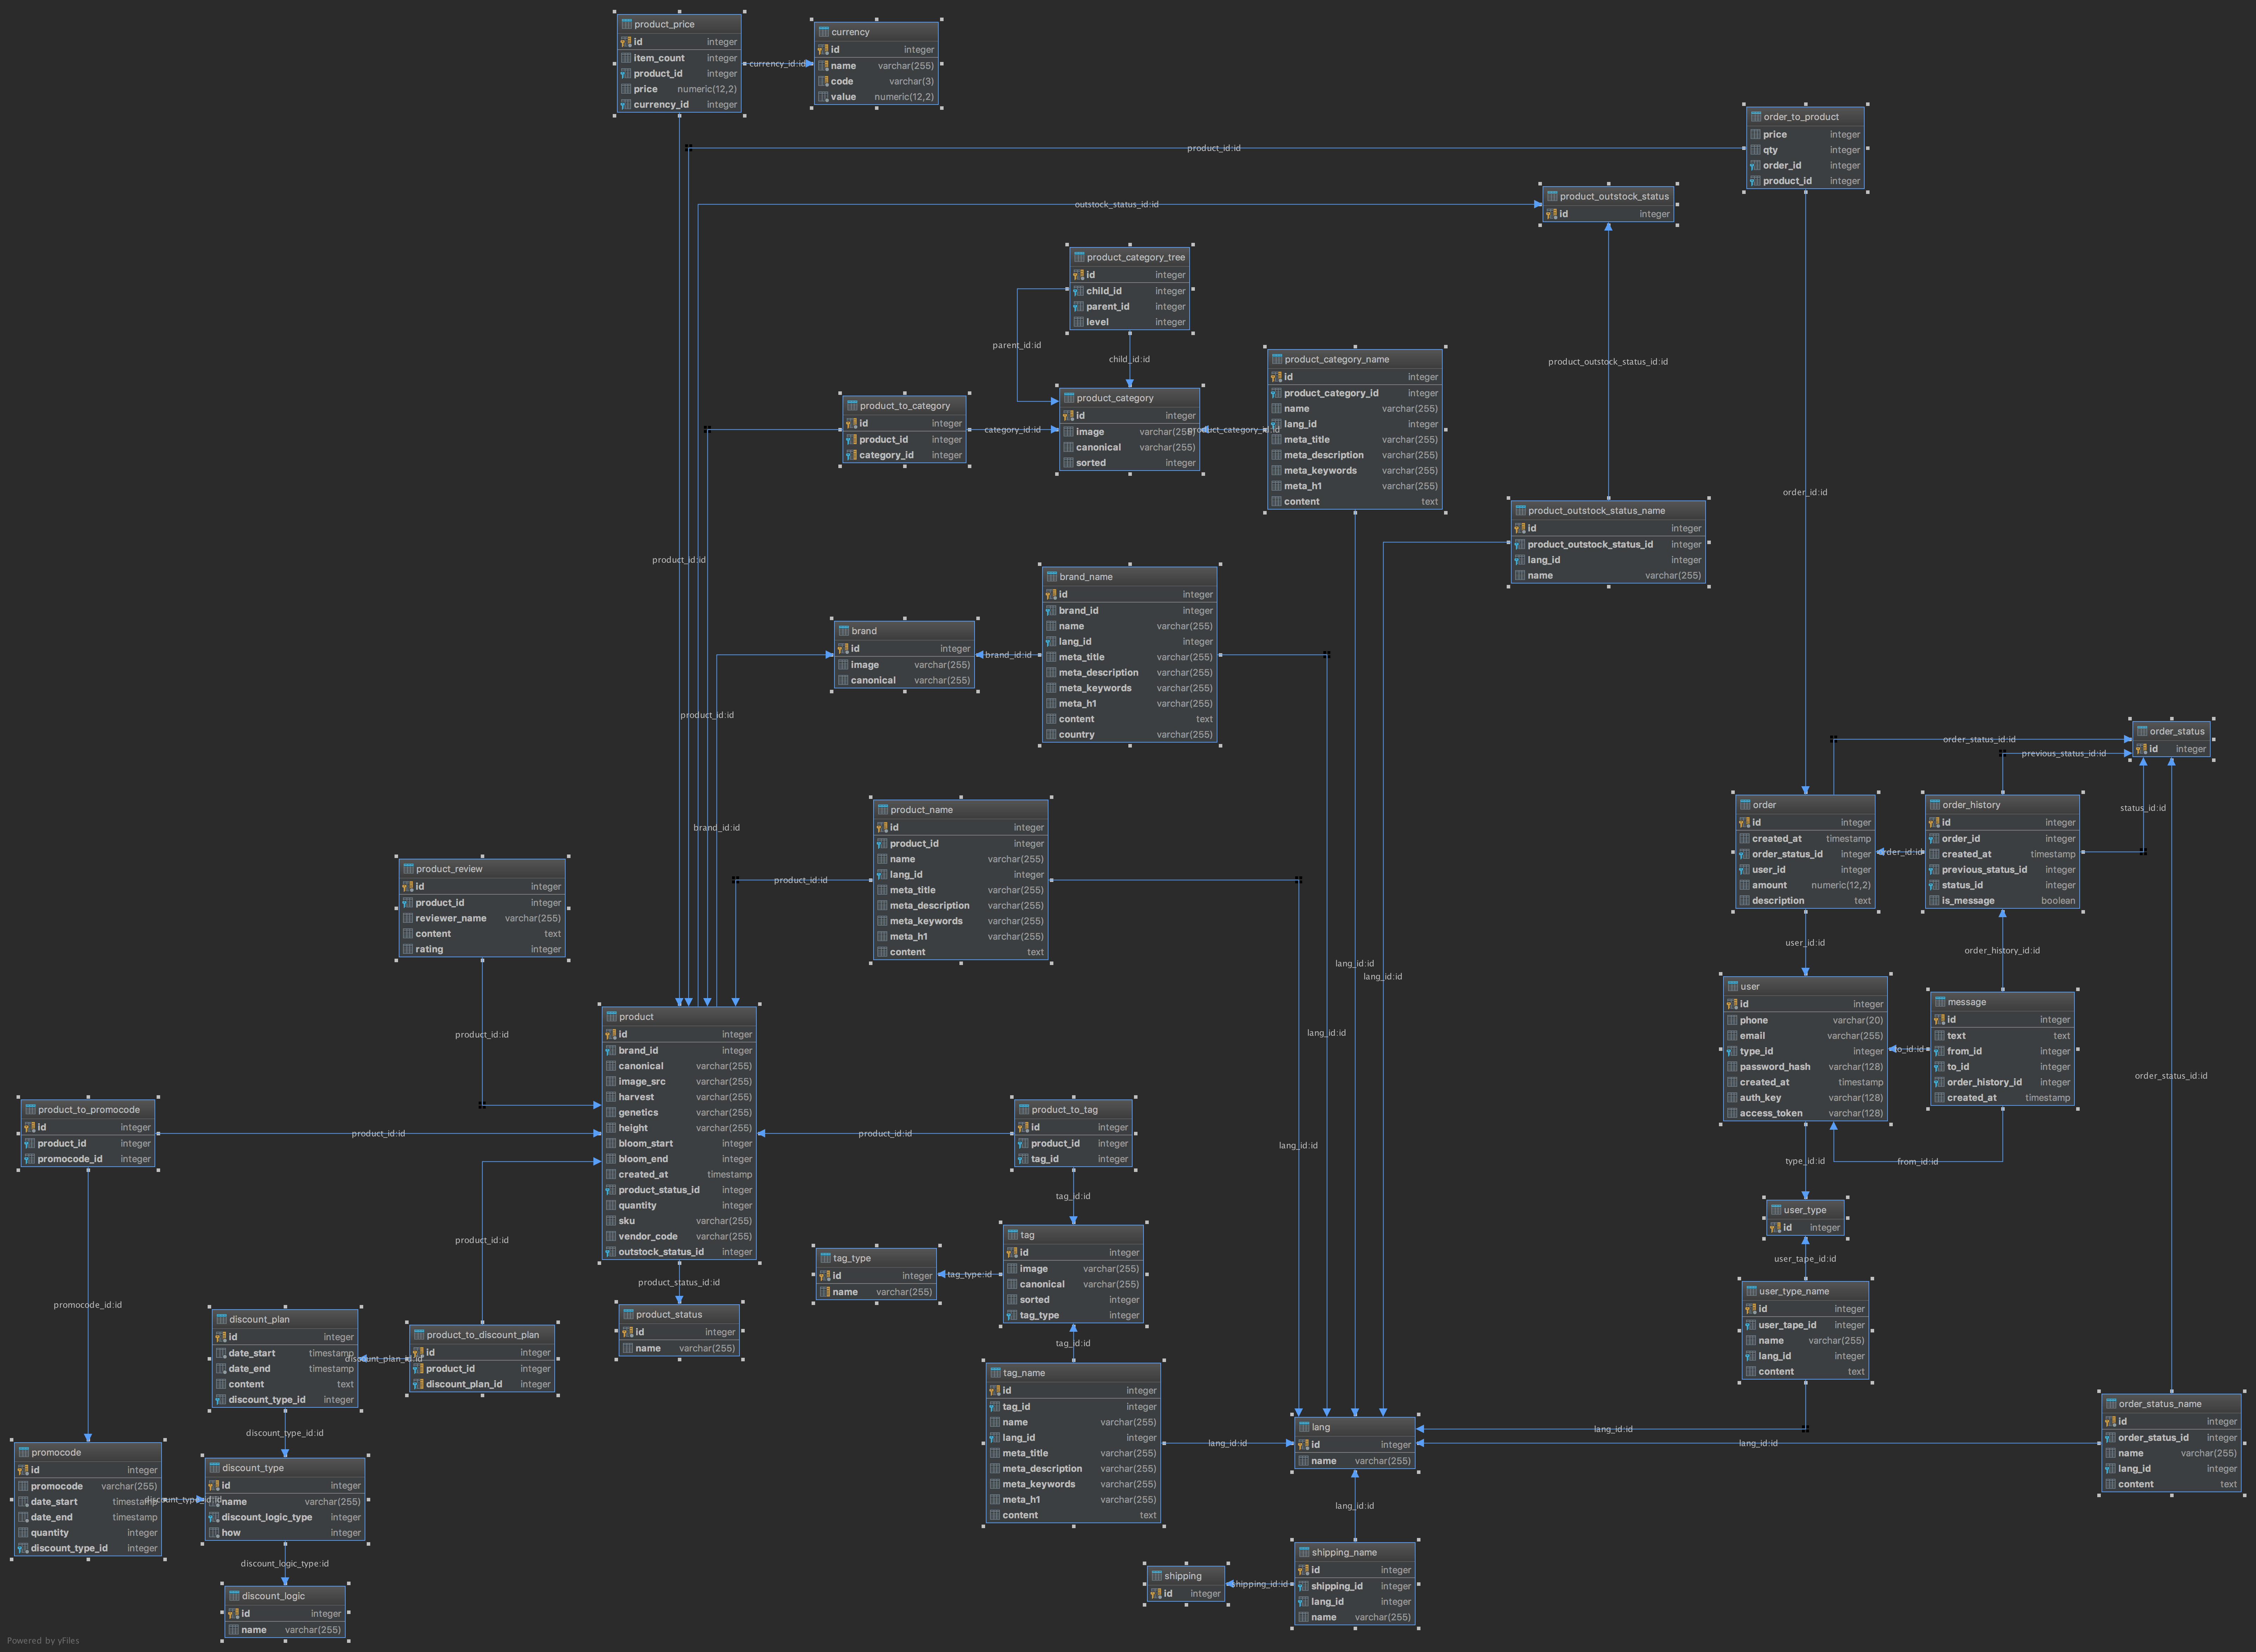 product_price
id integer
item_count integer
product_id integer
price numeric(12,2)
currency_id integer
currency_id:id
currency
id integer
name varchar(255)
code varchar(3)
value numeric(12,2)
order_to_product
price integer
qty integer
order_id integer
product_id integer
product_id:id
product_outstock_status
id integer
outstock_status_id:id
product_category_tree
id integer
child_id integer
parent_id integer
level integer
parent_id:id
child_id:id
product_category_name
id integer
product_category_id integer
name varchar(255)
lang_id integer
meta_title varchar(255)
meta_description varchar(255)
meta_keywords varchar(255)
meta_h1 varchar(255)
content text
product_outstock_status_id:id
product_to_category
id integer
product_id integer
category_id integer
category_id:id
product_category
id integer
image varchar(255)
canonical varchar(255)
sorted integer
product_category_id:id
order_id:id
product_outstock_status_name
id integer
product_outstock_status_id integer
lang_id integer
name varchar(255)
product_id:id
brand_name
id integer
brand_id integer
name varchar(255)
lang_id integer
meta_title varchar(255)
meta_description varchar(255)
meta_keywords varchar(255)
meta_h1 varchar(255)
content text
country varchar(255)
brand
id integer
image varchar(255)
canonical varchar(255)
brand_id:id
product_id:id
order_status
id integer
order_status_id:id
previous_status_id:id
status_id:id
brand_id:id
product_name
id integer
product_id integer
name varchar(255)
lang_id integer
meta_title varchar(255)
meta_description varchar(255)
meta_keywords varchar(255)
meta_h1 varchar(255)
content text
product_id:id
order
id integer
created_at timestamp
order_status_id integer
user_id integer
amount numeric(12,2)
description text
order_id:id
order_history
id integer
order_id integer
created_at timestamp
previous_status_id integer
status_id integer
is_message boolean
product_review
id integer
product_id integer
reviewer_name varchar(255)
content text
rating integer
user_id:id
order_history_id:id
lang_id:id
lang_id:id
lang_id:id
lang_id:id
user
id integer
phone varchar(20)
email varchar(255)
type_id integer
password_hash varchar(128)
created_at timestamp
auth_key varchar(128)
access_token varchar(128)
to_id:id
message
id integer
text text
from_id integer
to_id integer
order_history_id integer
created_at timestamp
product_id:id
product
id integer
brand_id integer
canonical varchar(255)
image_src varchar(255)
harvest varchar(255)
genetics varchar(255)
height varchar(255)
bloom_start integer
bloom_end integer
created_at timestamp
product_status_id integer
quantity integer
sku varchar(255)
vendor_code varchar(255)
outstock_status_id integer
order_status_id:id
product_to_promocode
id integer
product_id integer
promocode_id integer
product_id:id
product_id:id
product_to_tag
id integer
product_id integer
tag_id integer
type_id:id
from_id:id
tag_id:id
user_type
id integer
product_id:id
tag
id integer
image varchar(255)
canonical varchar(255)
sorted integer
tag_type integer
tag_type
id integer
name varchar(255)
tag_type:id
user_tape_id:id
product_status_id:id
user_type_name
id integer
user_tape_id integer
name varchar(255)
lang_id integer
content text
promocode_id:id
discount_plan
id integer
date_start timestamp
date_end timestamp
content text
discount_type_id integer
discount_plan_id:id
product_to_discount_plan
id integer
product_id integer
discount_plan_id integer
product_status
id integer
name varchar(255)
tag_id:id
tag_name
id integer
tag_id integer
name varchar(255)
lang_id integer
meta_title varchar(255)
meta_description varchar(255)
meta_keywords varchar(255)
meta_h1 varchar(255)
content text
lang_id:id
lang
id integer
name varchar(255)
lang_id:id
lang_id:id
order_status_name
id integer
order_status_id integer
name varchar(255)
lang_id integer
content text
discount_type_id:id
promocode
id integer
promocode varchar(255)
date_start timestamp
date_end timestamp
quantity integer
discount_type_id integer
discount_type_id:id
discount_type
id integer
name varchar(255)
discount_logic_type integer
how integer
lang_id:id
discount_logic_type:id
shipping_name
id integer
shipping_id integer
lang_id integer
name varchar(255)
shipping
id integer
shipping_id:id
discount_logic
id integer
name varchar(255)
Powered by yFiles